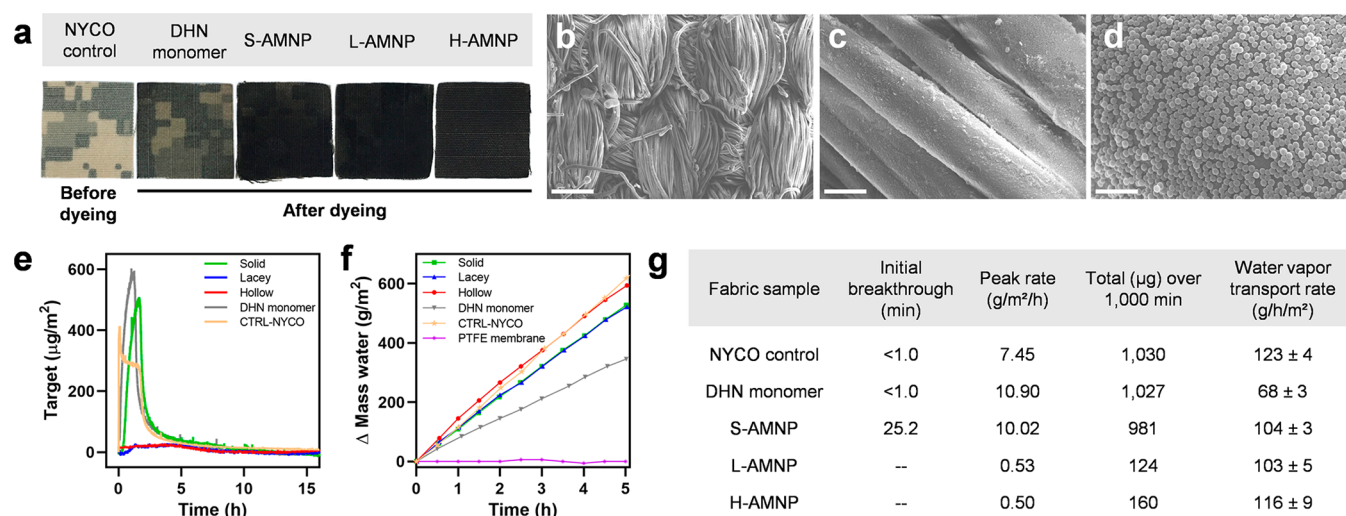 a
NYCO control
DHN monomer
S-AMNP
L-AMNP
H-AMNP
Before dyeing
After dyeing
b
c
d
e
Target (µg/m²)
600
400
200
0
Solid
Lacey
Hollow
DHN monomer
CTRL-NYCO
0 5 10 15
Time (h)
f
Δ Mass water (g/m²)
600
400
200
0
Solid
Lacey
Hollow
DHN monomer
CTRL-NYCO
PTFE membrane
0 1 2 3 4 5
Time (h)
g
Fabric sample
Initial breakthrough (min)
Peak rate (g/m²/h)
Total (µg) over 1,000 min
Water vapor transport rate (g/h/m²)
NYCO control <1.0 7.45 1,030 123 ± 4
DHN monomer <1.0 10.90 1,027 68 ± 3
S-AMNP 25.2 10.02 981 104 ± 3
L-AMNP -- 0.53 124 103 ± 5
H-AMNP -- 0.50 160 116 ± 9